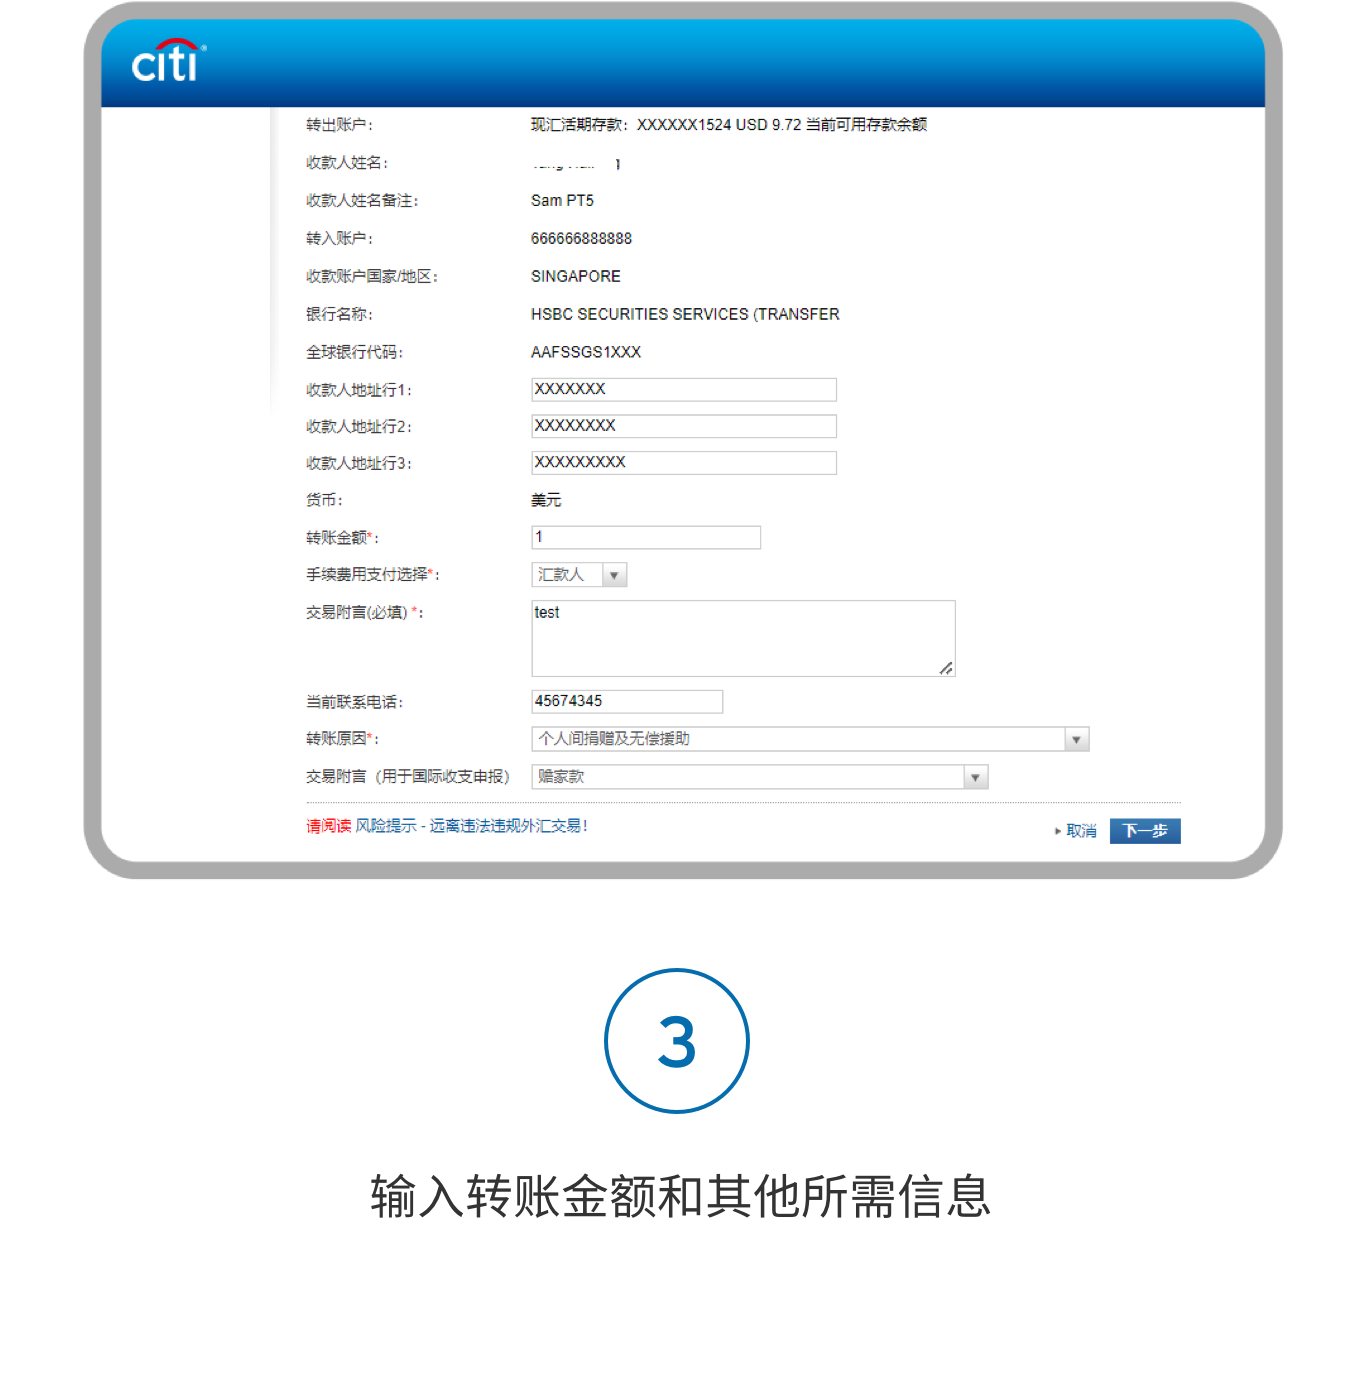 citi
转出账户： 现汇活期存款：XXXXXX1524 USD 9.72 当前可用存款余额
收款人姓名：
收款人姓名备注： Sam PT5
转入账户： 666666888888
收款账户国家/地区： SINGAPORE
银行名称： HSBC SECURITIES SERVICES (TRANSFER
全球银行代码： AAFSSGS1XXX
收款人地址行1： XXXXXXX
收款人地址行2： XXXXXXXX
收款人地址行3： XXXXXXXXX
货币： 美元
转账金额*： 1
手续费用支付选择*： 汇款人
交易附言(必填) *： test
当前联系电话： 45674345
转账原因*： 个人间捐赠及无偿援助
交易附言（用于国际收支申报） 赡家款
请阅读 风险提示 - 远离违法违规外汇交易！
取消 下一步
3
输入转账金额和其他所需信息